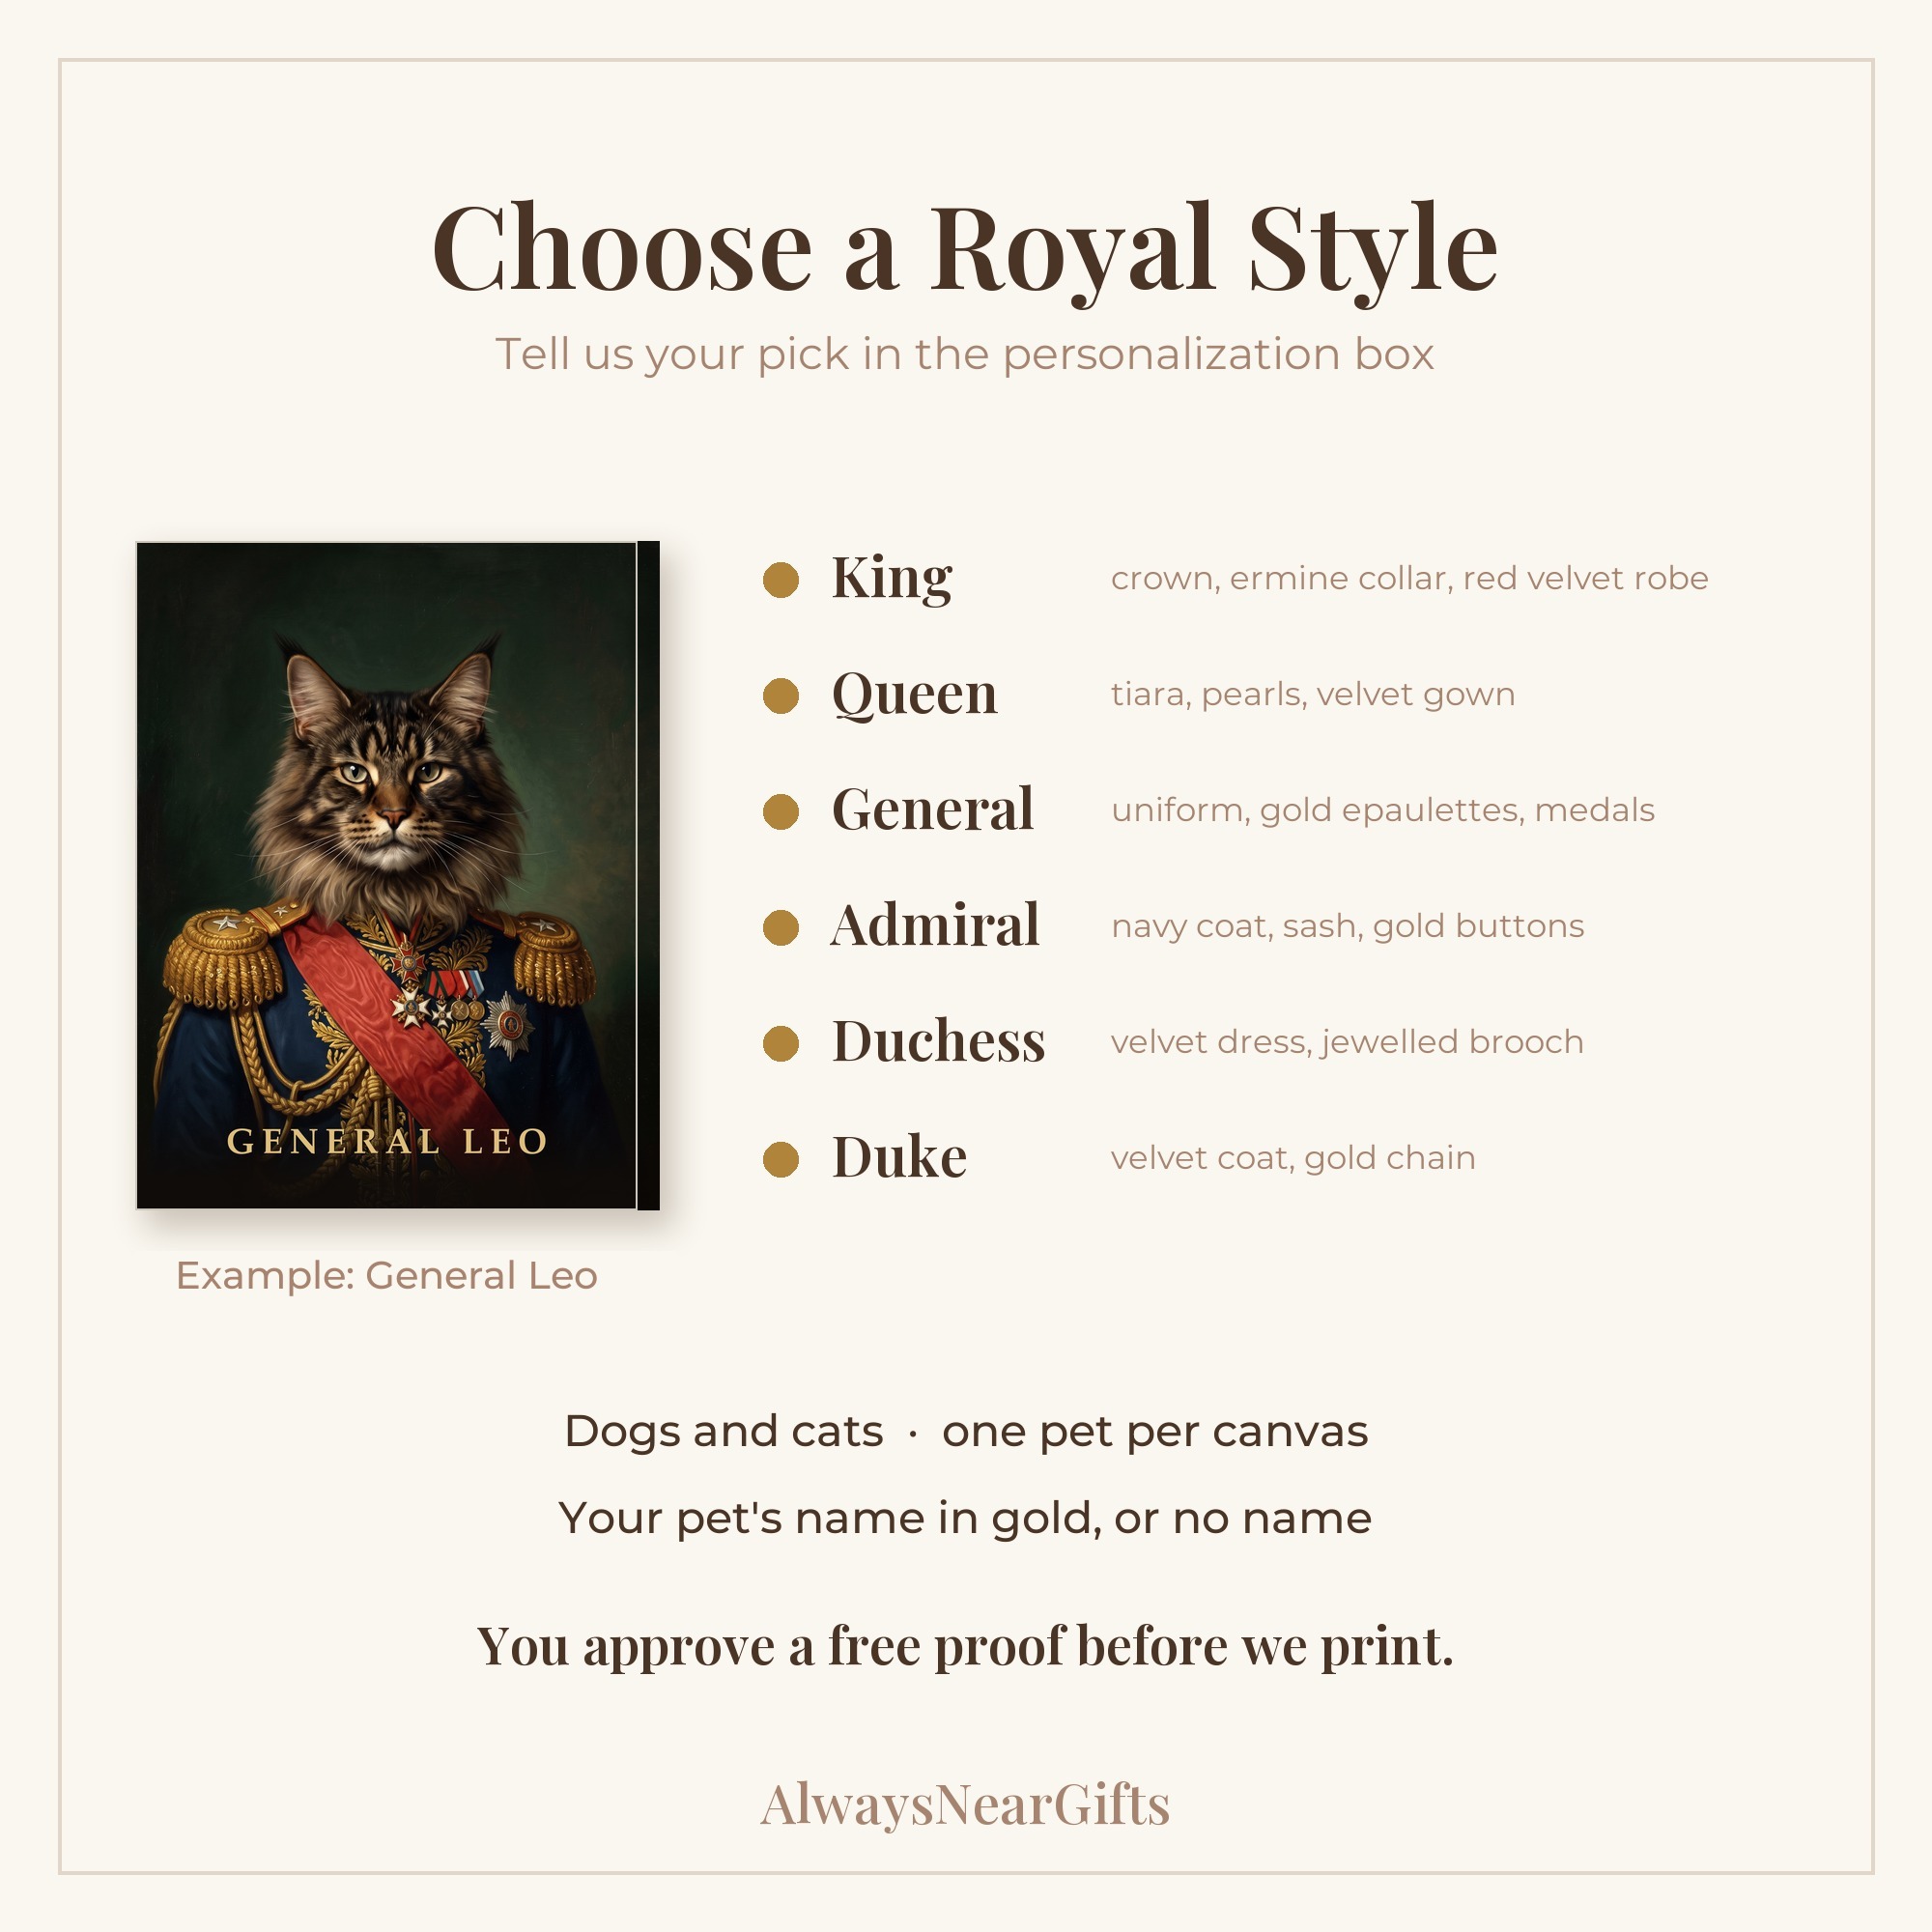 Choose a Royal Style
Tell us your pick in the personalization box
King crown, ermine collar, red velvet robe
Queen tiara, pearls, velvet gown
General uniform, gold epaulettes, medals
Admiral navy coat, sash, gold buttons
Duchess velvet dress, jewelled brooch
Duke velvet coat, gold chain
GENERAL LEO
Example: General Leo
Dogs and cats · one pet per canvas
Your pet's name in gold, or no name
You approve a free proof before we print.
AlwaysNearGifts